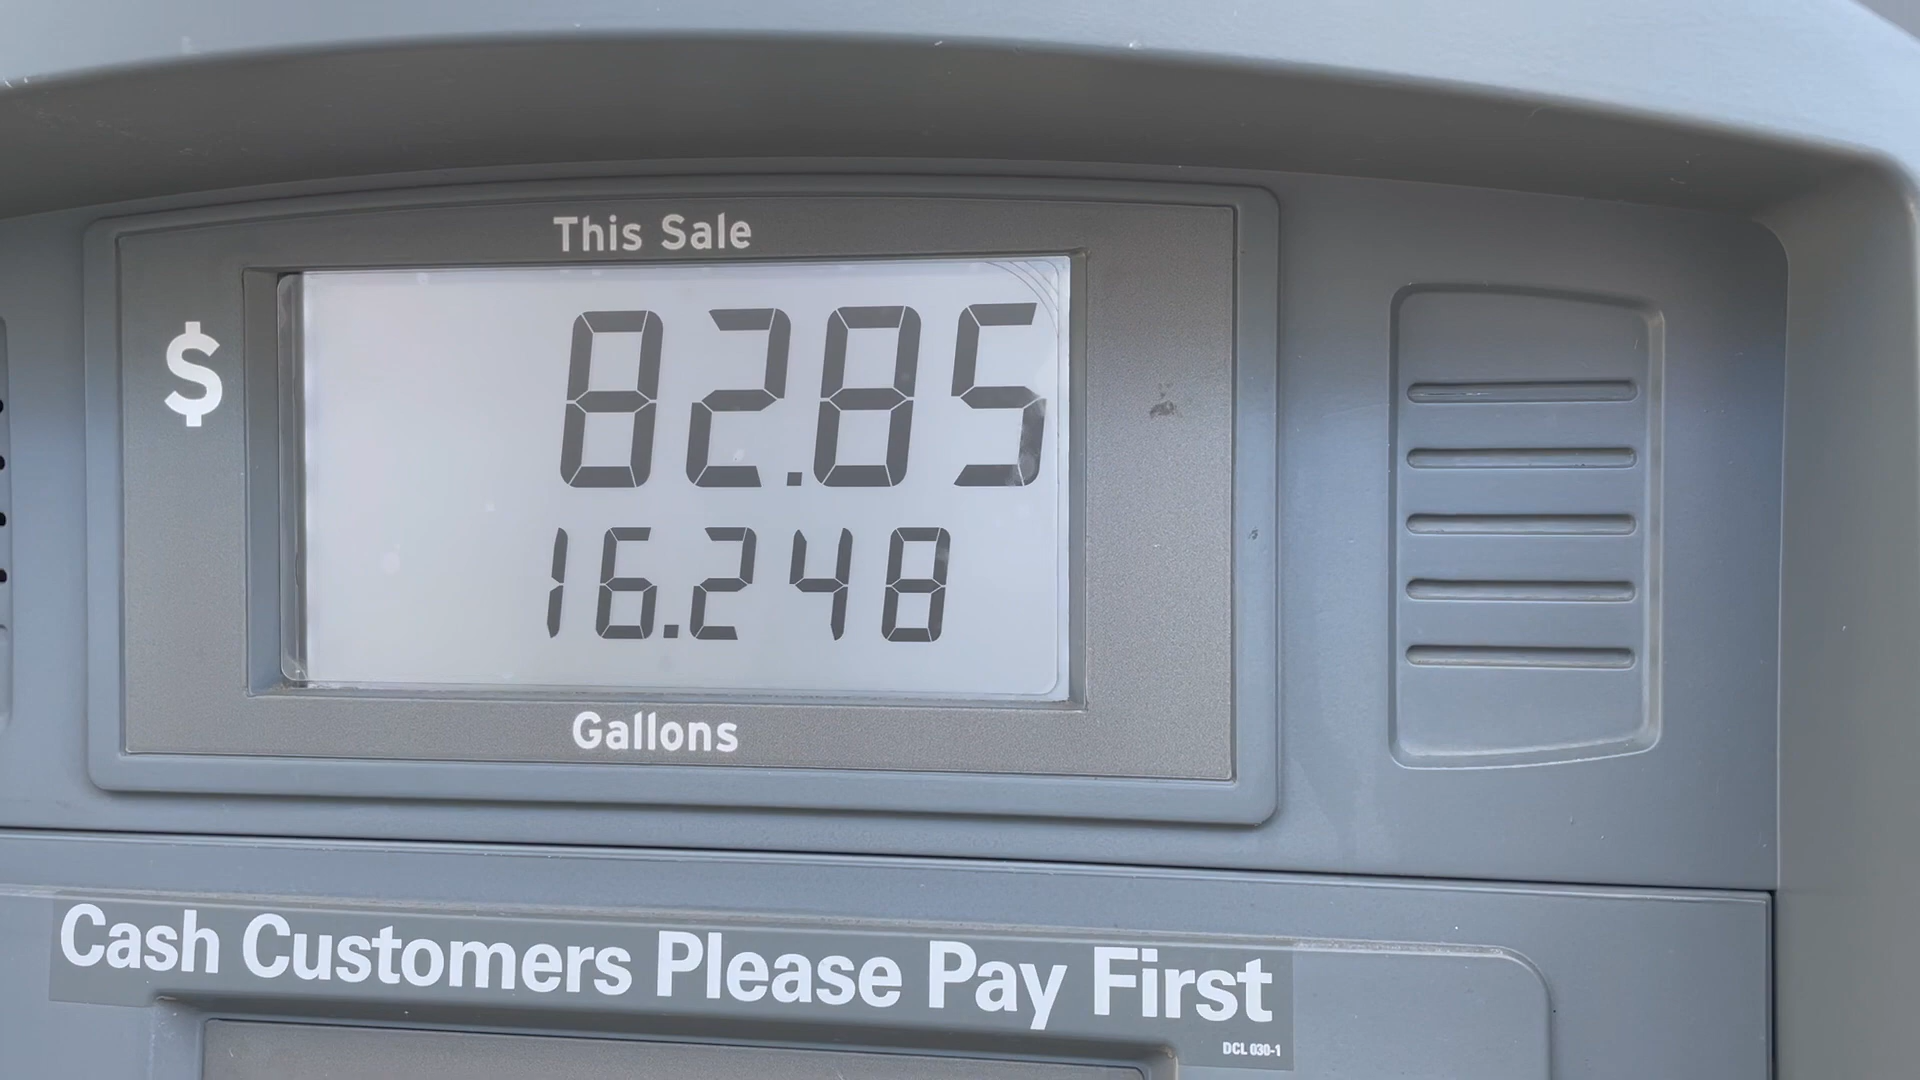 This Sale
$ 82.85
16.248
Gallons
Cash Customers Please Pay First
DCL 030-1